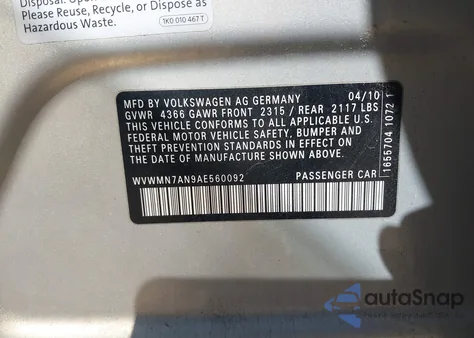 Disposal.
Please Reuse, Recycle, or Dispose as
Hazardous Waste.
1K0 010 467 T
MFD BY VOLKSWAGEN AG GERMANY 04/10
GVWR 4366 GAWR FRONT 2315 / REAR 2117 LBS
THIS VEHICLE CONFORMS TO ALL APPLICABLE U.S.
FEDERAL MOTOR VEHICLE SAFETY, BUMPER AND
THEFT PREVENTION STANDARDS IN EFFECT ON THE
DATE OF MANUFACTURE SHOWN ABOVE.
WVWMN7AN9AE560092 PASSENGER CAR
1655704 1072 1
autoSnap